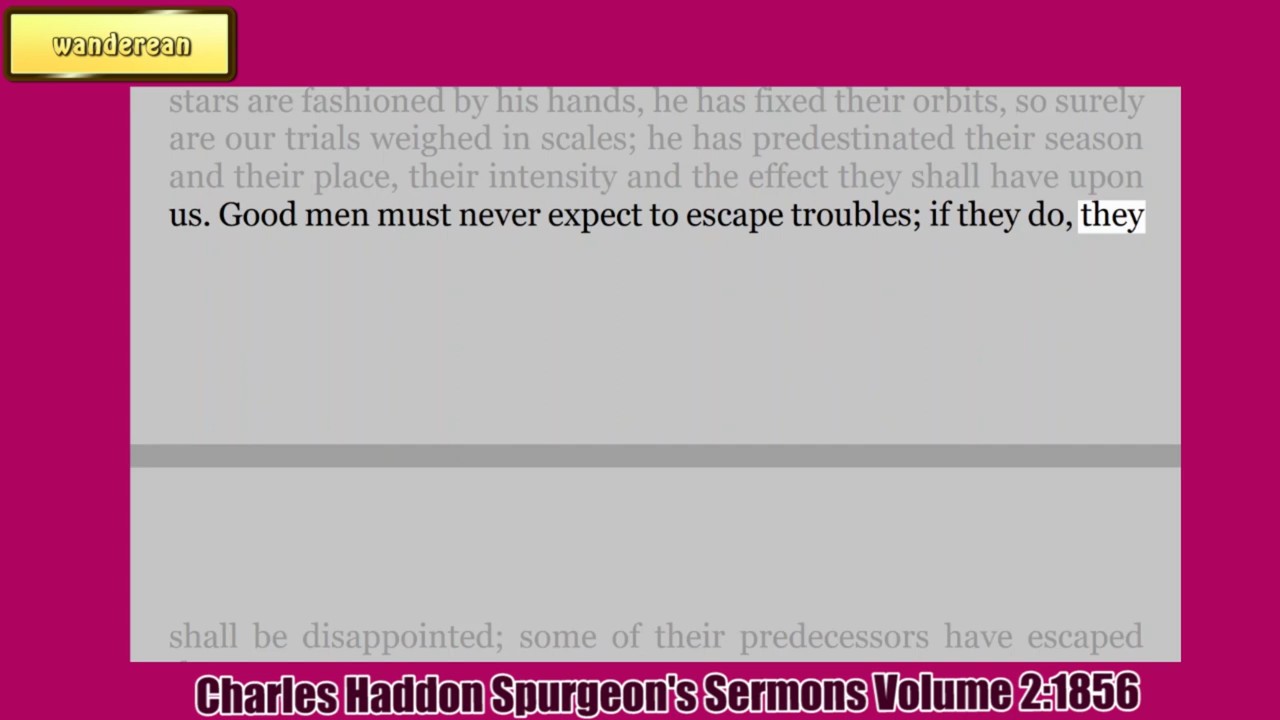 wanderean
stars are fashioned by his hands, he has fixed their orbits, so surely
are our trials weighed in scales; he has predestinated their season
and their place, their intensity and the effect they shall have upon
us. Good men must never expect to escape troubles; if they do, they
shall be disappointed; some of their predecessors have escaped
Charles Haddon Spurgeon's Sermons Volume 2:1856